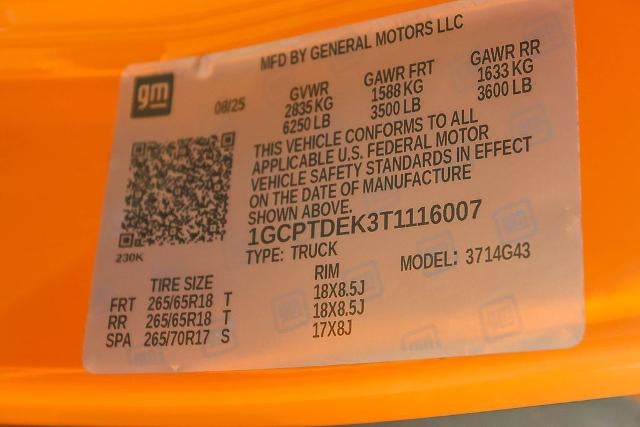 MFD BY GENERAL MOTORS LLC
gm
08/25
GVWR
2835 KG
6250 LB
GAWR FRT
1588 KG
3500 LB
GAWR RR
1633 KG
3600 LB
THIS VEHICLE CONFORMS TO ALL
APPLICABLE U.S. FEDERAL MOTOR
VEHICLE SAFETY STANDARDS IN EFFECT
ON THE DATE OF MANUFACTURE
SHOWN ABOVE.
1GCPTDEK3T1116007
TYPE: TRUCK
MODEL: 3714G43
230K
TIRE SIZE RIM
FRT 265/65R18 T 18X8.5J
RR 265/65R18 T 18X8.5J
SPA 265/70R17 S 17X8J